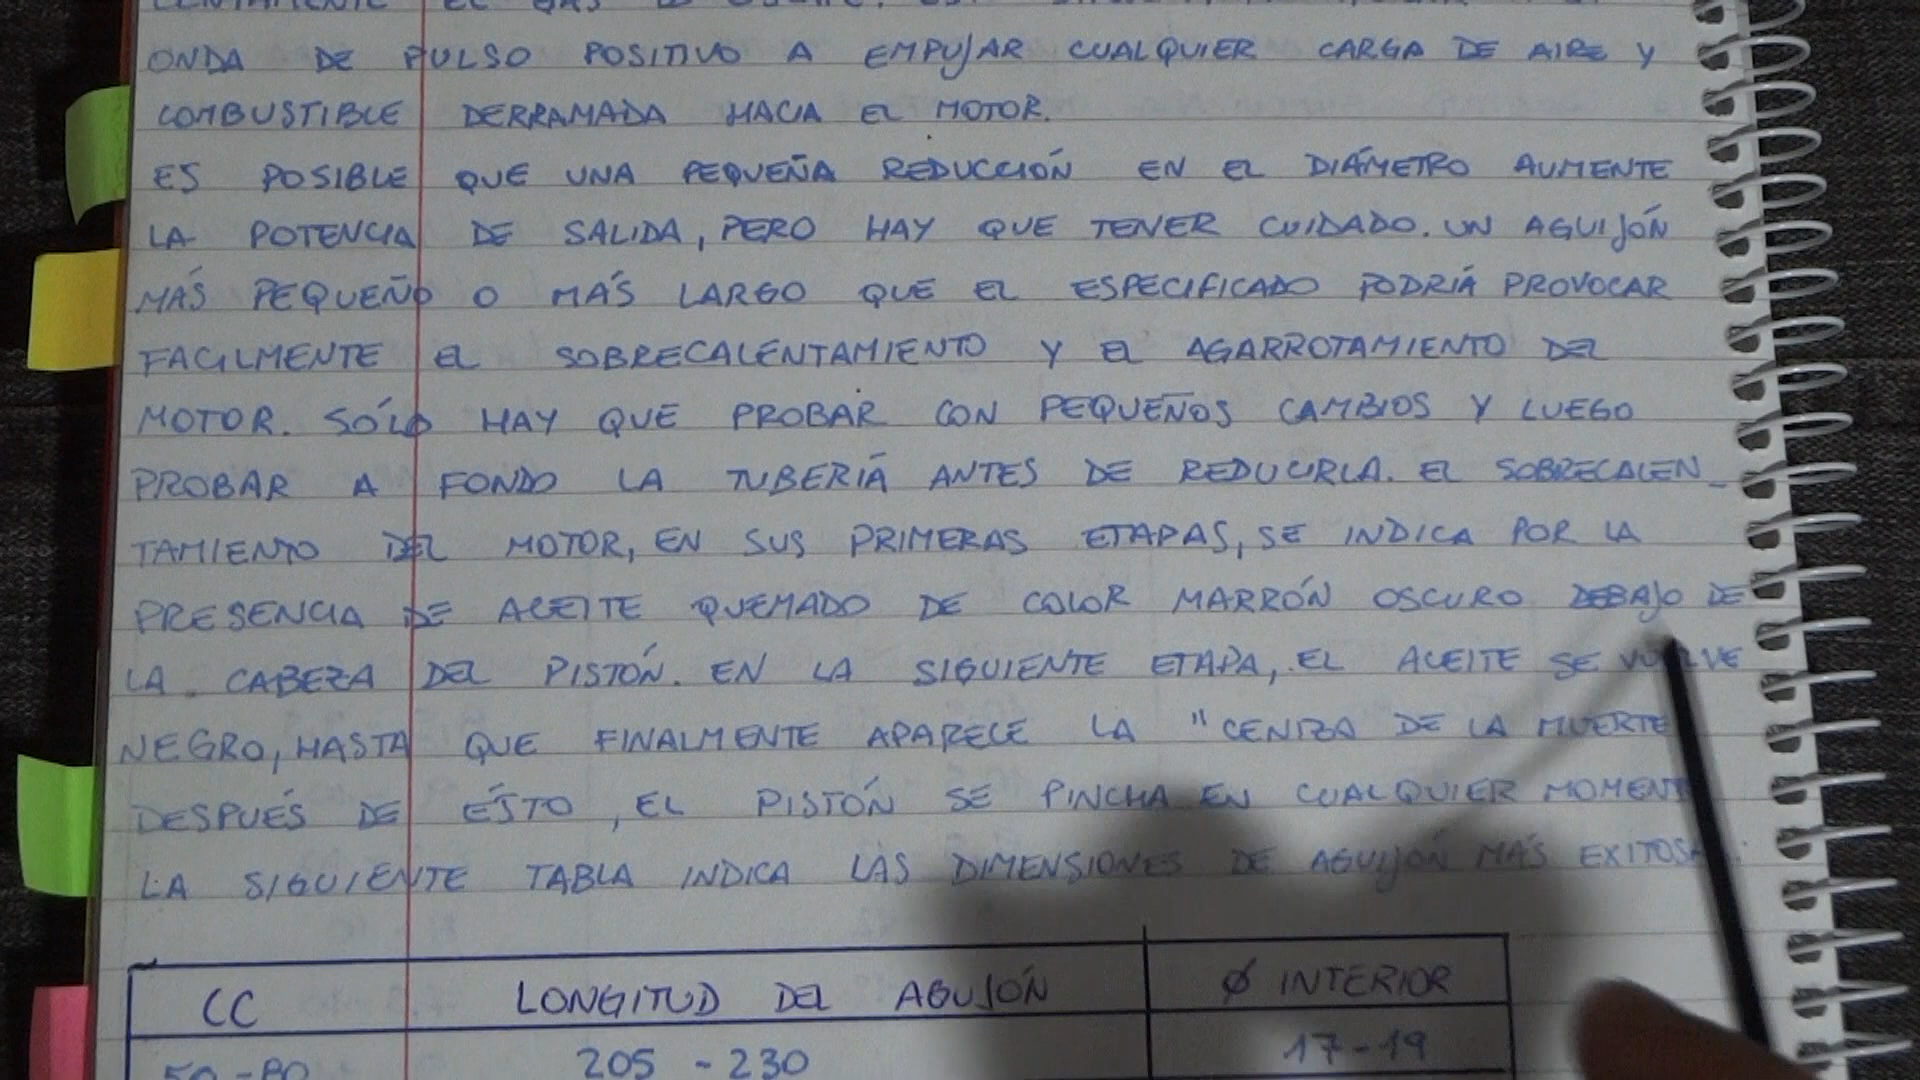 ONDA DE PULSO POSITIVO A EMPUJAR CUALQUIER CARGA DE AIRE Y
COMBUSTIBLE DERRAMADA HACIA EL MOTOR.
ES POSIBLE QUE UNA PEQUEÑA REDUCCIÓN EN EL DIÁMETRO AUMENTE
LA POTENCIA DE SALIDA, PERO HAY QUE TENER CUIDADO. UN AGUIJÓN
MÁS PEQUEÑO O MÁS LARGO QUE EL ESPECIFICADO PODRÍA PROVOCAR
FACILMENTE EL SOBRECALENTAMIENTO Y EL AGARROTAMIENTO DEL
MOTOR. SÓLO HAY QUE PROBAR CON PEQUEÑOS CAMBIOS Y LUEGO
PROBAR A FONDO LA TUBERIÁ ANTES DE REDUCIRLA. EL SOBRECALEN_
TAMIENTO DEL MOTOR, EN SUS PRIMERAS ETAPAS, SE INDICA POR LA
PRESENCIA DE ACEITE QUEMADO DE COLOR MARRÓN OSCURO DEBAJO DE
LA CABEZA DEL PISTÓN. EN LA SIGUIENTE ETAPA, EL ACEITE SE VUELVE
NEGRO, HASTA QUE FINALMENTE APARECE LA "CENIZA DE LA MUERTE
DESPUÉS DE ÉSTO, EL PISTÓN SE PINCHA EN CUALQUIER MOMENT
LA SIGUIENTE TABLA INDICA LAS DIMENSIONES DE AGUIJÓN MÁS EXITOS
CC LONGITUD DEL AGUIJÓN Ø INTERIOR
50-80 205 - 230 17-19